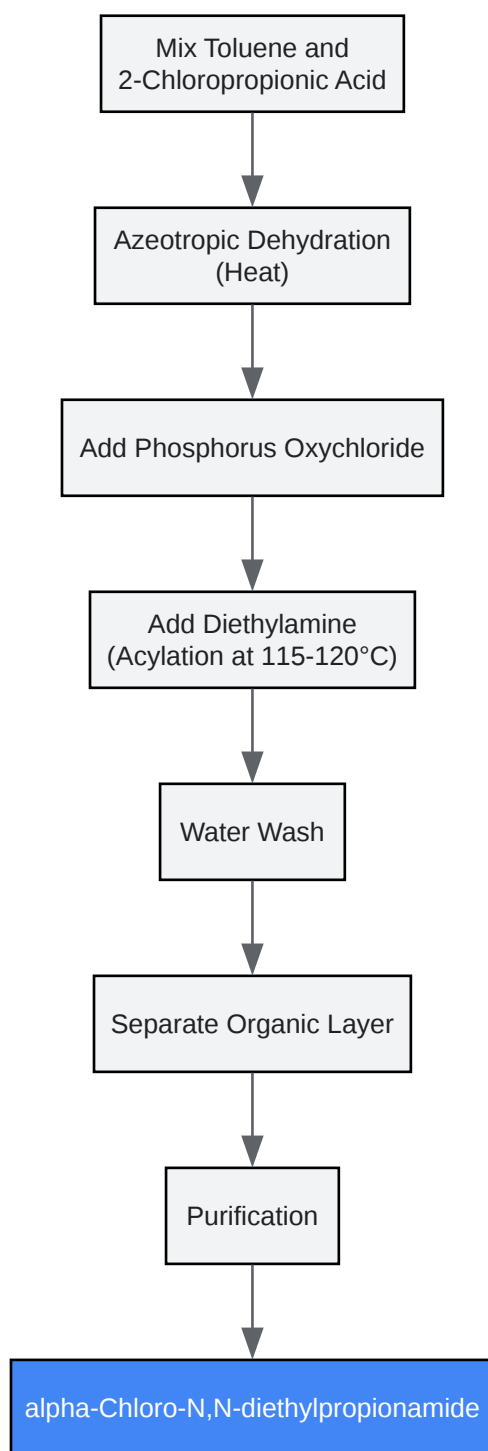 Mix Toluene and
2-Chloropropionic Acid
Azeotropic Dehydration
(Heat)
Add Phosphorus Oxychloride
Add Diethylamine
(Acylation at 115-120°C)
Water Wash
Separate Organic Layer
Purification
alpha-Chloro-N,N-diethylpropionamide